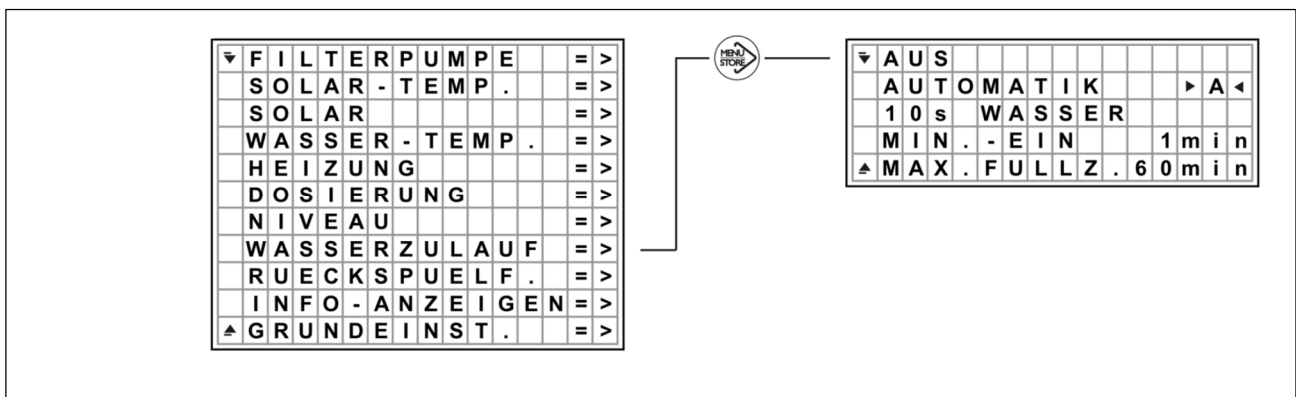 FILTERPUMPE =>
SOLAR-TEMP. =>
SOLAR =>
WASSER-TEMP. =>
HEIZUNG =>
DOSIERUNG =>
NIVEAU =>
WASSERZULAUF =>
RUECKSPUELF. =>
INFO-ANZEIGEN=>
GRUNDEINST. =>
MENU
STORE
AUS
AUTOMATIK ▶A◀
10s WASSER
MIN.-EIN 1min
MAX.FULLZ.60min